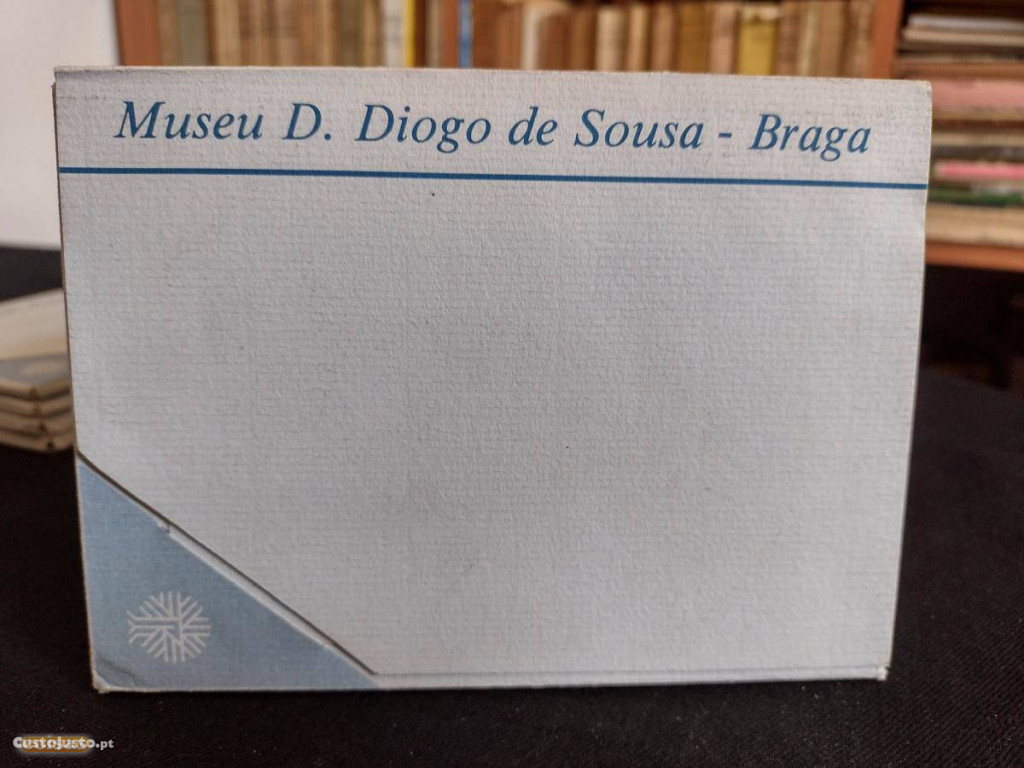 Museu D. Diogo de Sousa - Braga
Custojusto.pt